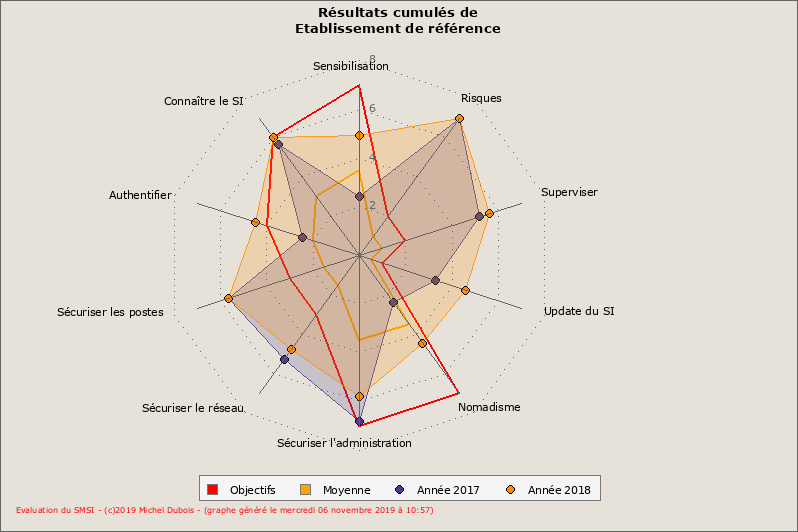 Résultats cumulés de
Etablissement de référence
8
Sensibilisation
Connaître le SI
Risques
6
4
Authentifier
Superviser
2
Sécuriser les postes
Update du SI
Sécuriser le réseau
Nomadisme
Sécuriser l'administration
Objectifs Moyenne Année 2017 Année 2018
Evaluation du SMSI - (c)2019 Michel Dubois - (graphe généré le mercredi 06 novembre 2019 à 10:57)